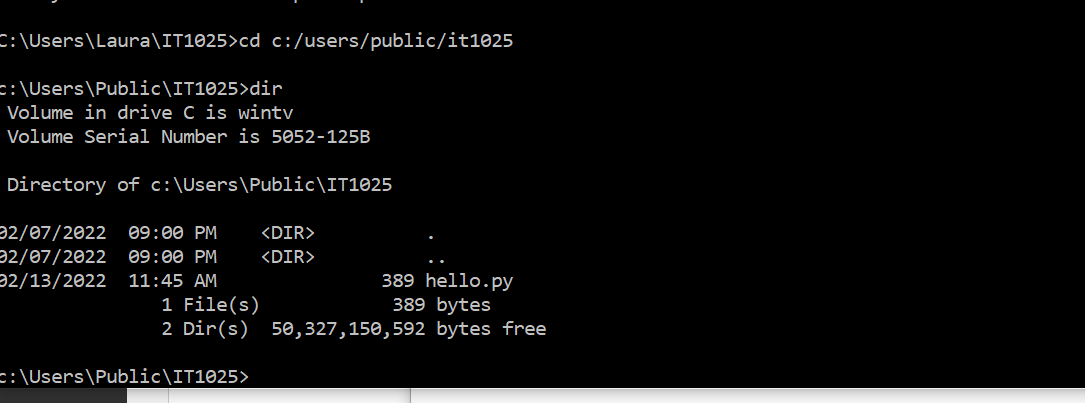 C:\Users\Laura\IT1025>cd c:/users/public/it1025
c:\Users\Public\IT1025>dir
Volume in drive C is wintv
Volume Serial Number is 5052-125B
Directory of c:\Users\Public\IT1025
02/07/2022  09:00 PM    <DIR>          .
02/07/2022  09:00 PM    <DIR>          ..
02/13/2022  11:45 AM               389 hello.py
1 File(s)            389 bytes
2 Dir(s)  50,327,150,592 bytes free
c:\Users\Public\IT1025>